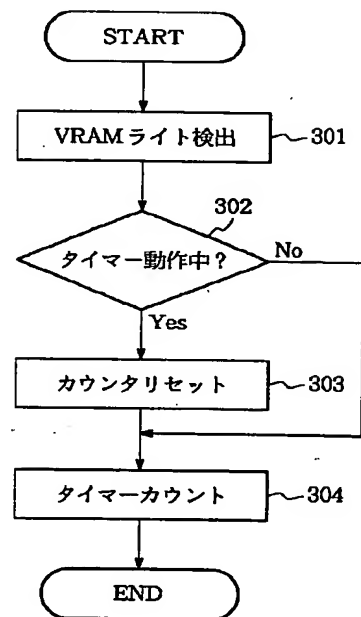 START
VRAMライト検出
301
302
タイマー動作中?
No
Yes
カウンタリセット
303
タイマーカウント
304
END